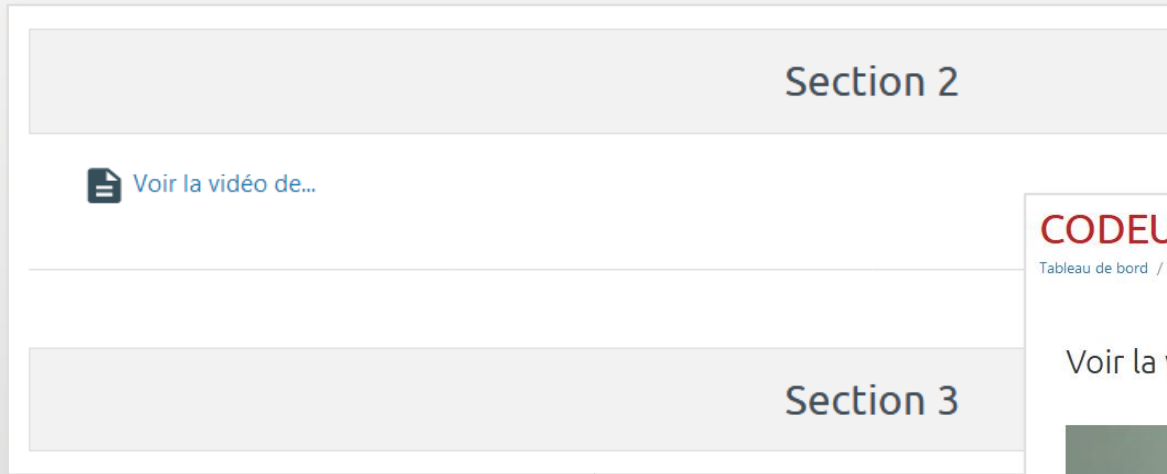 Section 2
Voir la vidéo de...
CODEU
Tableau de bord /
Voir la
Section 3